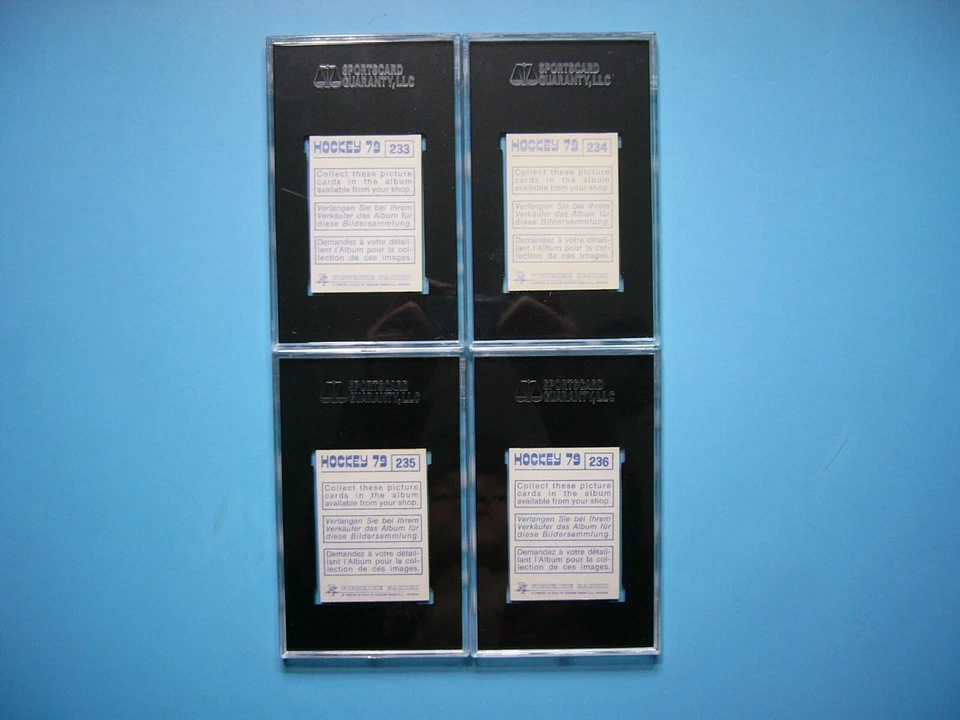 SPORTSCARD
GUARANTY, LLC
HOCKEY 79 233
Collect these picture
cards in the album
available from your shop.
Verlangen Sie bei Ihrem
Verkäufer das Album für
diese Bildersammlung.
Demandez à votre détail-
lant l'Album pour la col-
lection de ces images.
FIGURINE PANINI
SPORTSCARD
GUARANTY, LLC
HOCKEY 79 234
Collect these picture
cards in the album
available from your shop.
Verlangen Sie bei Ihrem
Verkäufer das Album für
diese Bildersammlung.
Demandez à votre détail-
lant l'Album pour la col-
lection de ces images.
FIGURINE PANINI
SPORTSCARD
GUARANTY, LLC
HOCKEY 79 235
Collect these picture
cards in the album
available from your shop.
Verlangen Sie bei Ihrem
Verkäufer das Album für
diese Bildersammlung.
Demandez à votre détail-
lant l'Album pour la col-
lection de ces images.
FIGURINE PANINI
SPORTSCARD
GUARANTY, LLC
HOCKEY 79 236
Collect these picture
cards in the album
available from your shop.
Verlangen Sie bei Ihrem
Verkäufer das Album für
diese Bildersammlung.
Demandez à votre détail-
lant l'Album pour la col-
lection de ces images.
FIGURINE PANINI